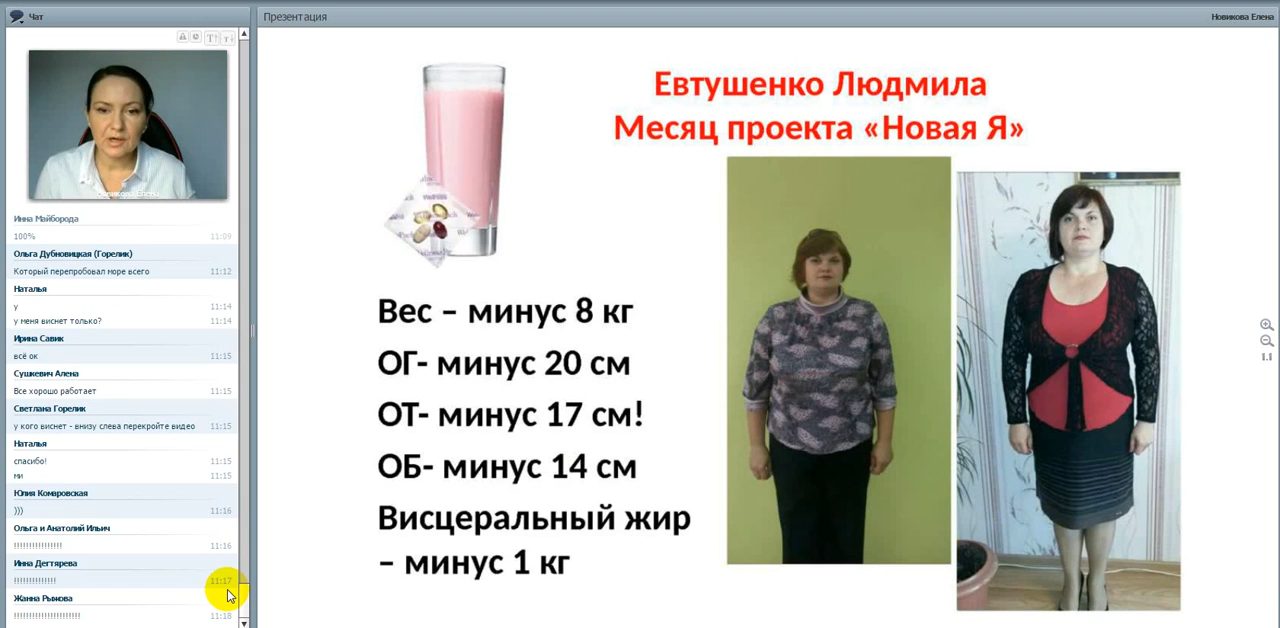 Чат
Инна Майборода
100% 11:09
Ольга Дубновицкая (Горелик)
Который перепробовал море всего 11:12
Наталья
у 11:14
у меня виснет только? 11:14
Ирина Савик
всё ок 11:15
Сушкевич Алена
Все хорошо работает 11:15
Светлана Горелик
у кого виснет - внизу слева перекройте видео 11:15
Наталья
спасибо! 11:15
ми 11:15
Юлия Комаровская
))) 11:16
Ольга и Анатолий Ильич
!!!!!!!!!!!!!!!! 11:16
Инна Дегтярева
!!!!!!!!!!!!!! 11:17
Жанна Рыжова
!!!!!!!!!!!!!!!!!!!!!! 11:18
Презентация
Новикова Елена
Евтушенко Людмила
Месяц проекта «Новая Я»
Вес – минус 8 кг
ОГ- минус 20 см
ОТ- минус 17 см!
ОБ- минус 14 см
Висцеральный жир
– минус 1 кг
1:1